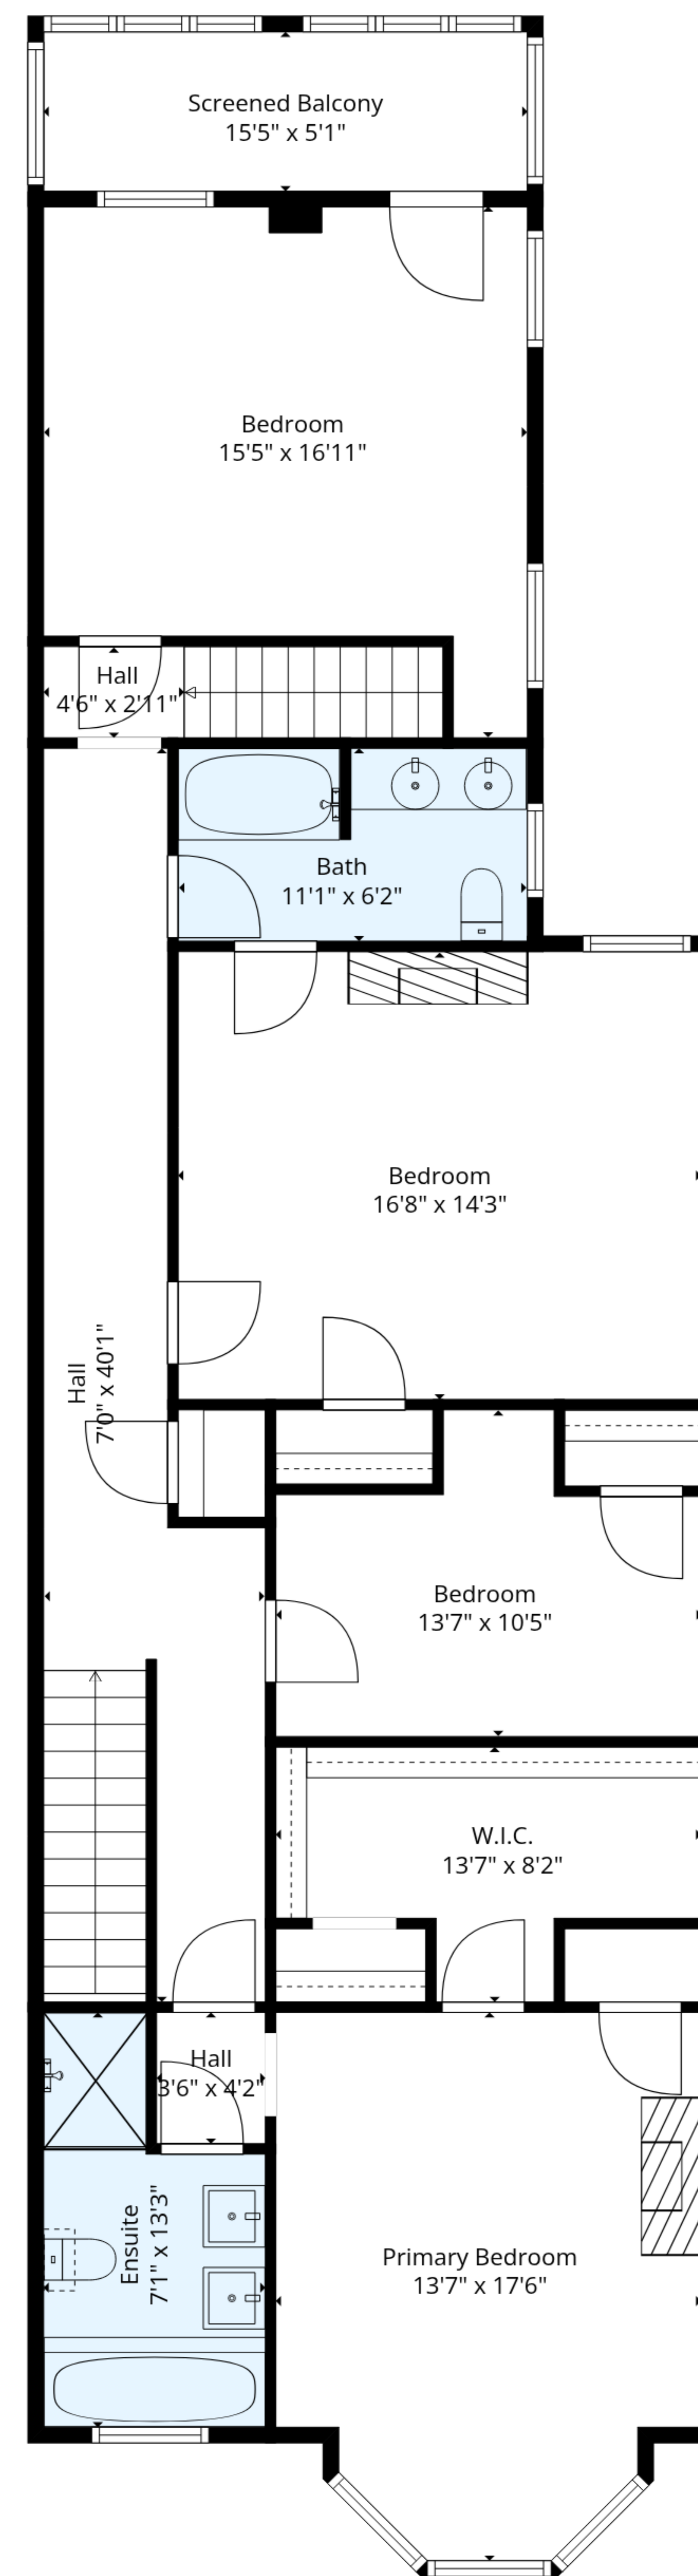 Screened Balcony
15'5" x 5'1"
Bedroom
15'5" x 16'11"
Hall
4'6" x 2'11"
Bath
11'1" x 6'2"
Bedroom
16'8" x 14'3"
Hall
7'0" x 40'1"
Bedroom
13'7" x 10'5"
W.I.C.
13'7" x 8'2"
Hall
3'6" x 4'2"
Ensuite
7'1" x 13'3"
Primary Bedroom
13'7" x 17'6"